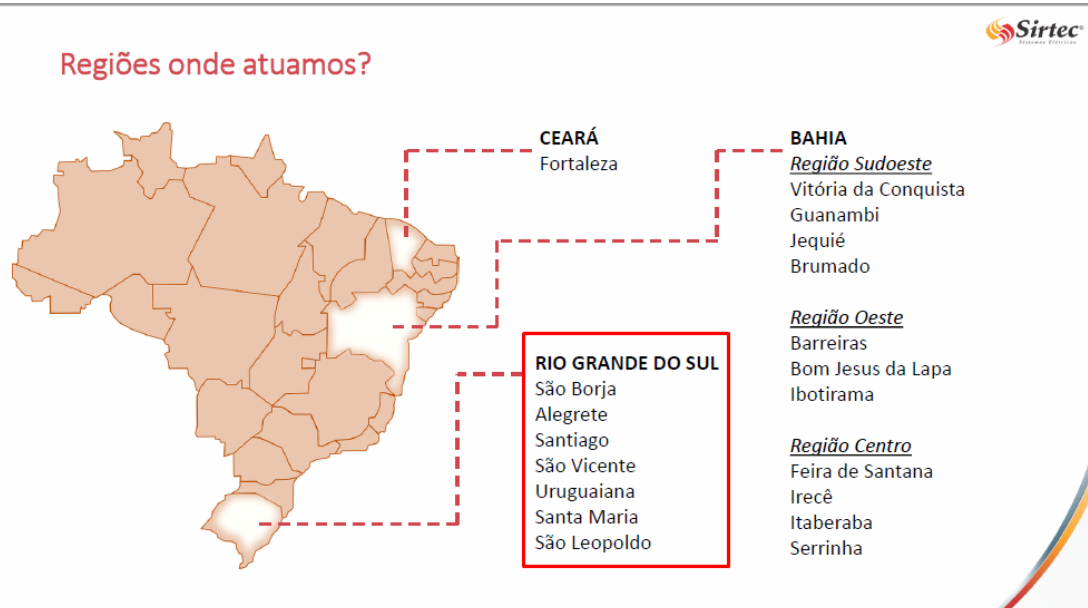 Sirtec
Sistemas Elétricos
Regiões onde atuamos?
CEARÁ
Fortaleza
BAHIA
Região Sudoeste
Vitória da Conquista
Guanambi
Jequié
Brumado
Região Oeste
Barreiras
Bom Jesus da Lapa
Ibotirama
Região Centro
Feira de Santana
Irecê
Itaberaba
Serrinha
RIO GRANDE DO SUL
São Borja
Alegrete
Santiago
São Vicente
Uruguaiana
Santa Maria
São Leopoldo